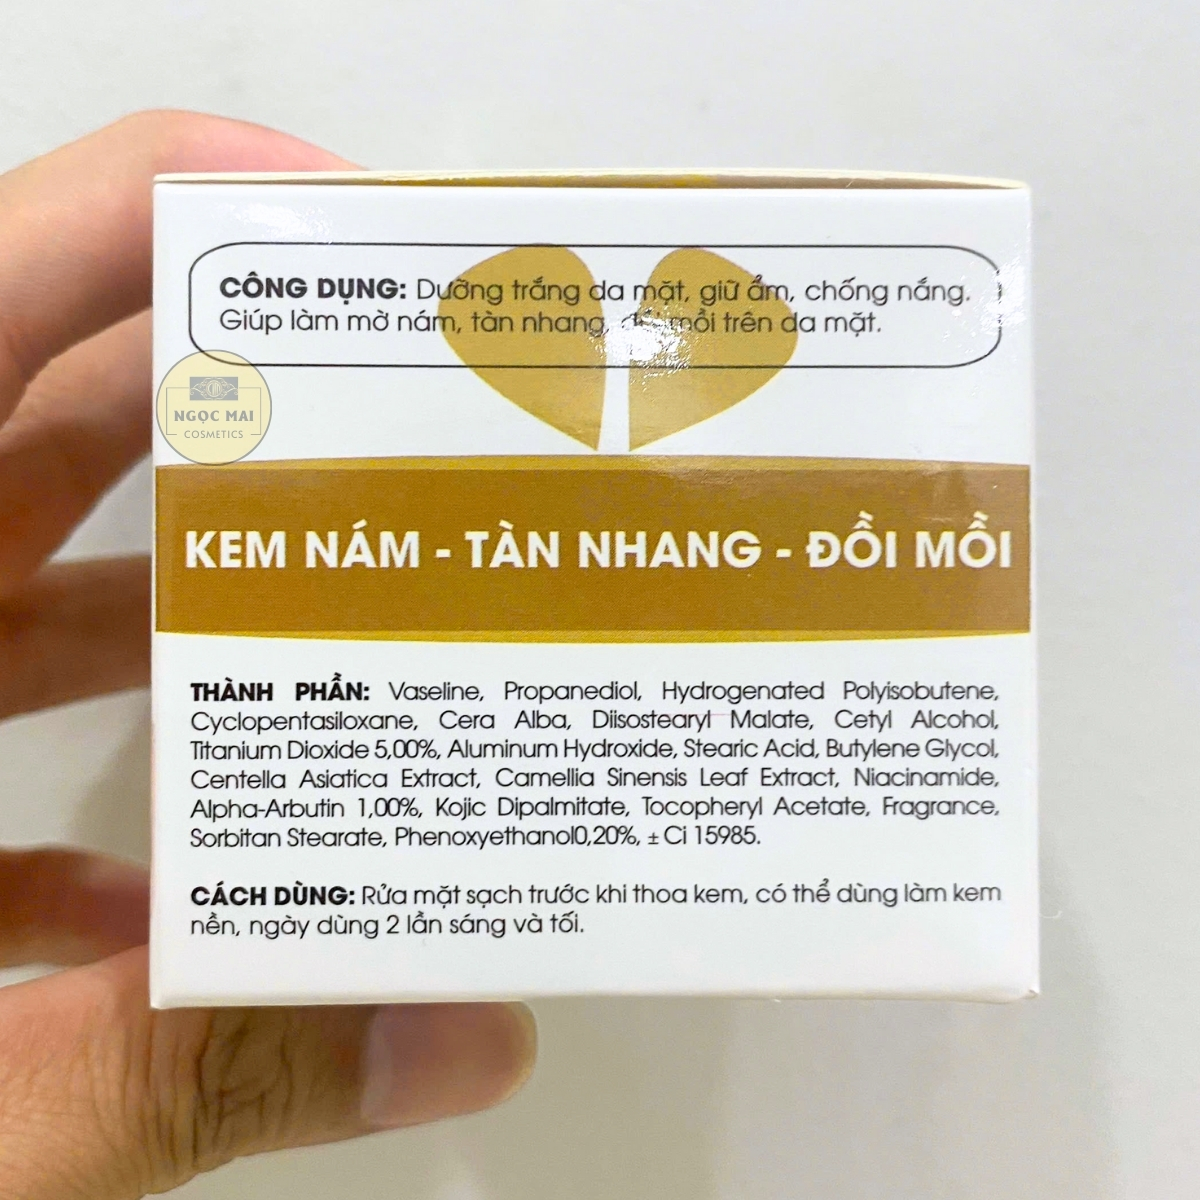 CÔNG DỤNG: Dưỡng trắng da mặt, giữ ẩm, chống nắng.
Giúp làm mờ nám, tàn nhang, đồi mồi trên da mặt.
NGỌC MAI
COSMETICS
KEM NÁM - TÀN NHANG - ĐỒI MỒI
THÀNH PHẦN: Vaseline, Propanediol, Hydrogenated Polyisobutene,
Cyclopentasiloxane, Cera Alba, Diisostearyl Malate, Cetyl Alcohol,
Titanium Dioxide 5,00%, Aluminum Hydroxide, Stearic Acid, Butylene Glycol,
Centella Asiatica Extract, Camellia Sinensis Leaf Extract, Niacinamide,
Alpha-Arbutin 1,00%, Kojic Dipalmitate, Tocopheryl Acetate, Fragrance,
Sorbitan Stearate, Phenoxyethanol0,20%, ± Ci 15985.
CÁCH DÙNG: Rửa mặt sạch trước khi thoa kem, có thể dùng làm kem
nền, ngày dùng 2 lần sáng và tối.